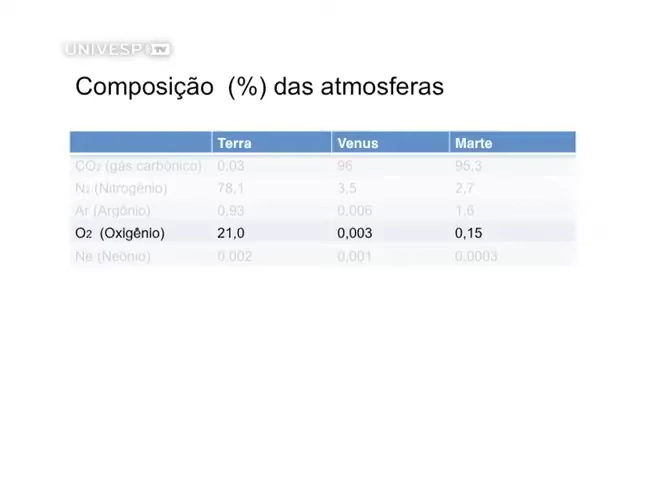 UNIVESP TV
Composição (%) das atmosferas
Terra Venus Marte
CO2 (gás carbônico) 0,03 96 95,3
N2 (Nitrogênio) 78,1 3,5 2,7
Ar (Argônio) 0,93 0,006 1,6
O2 (Oxigênio) 21,0 0,003 0,15
Ne (Neônio) 0.002 0,001 0,0003